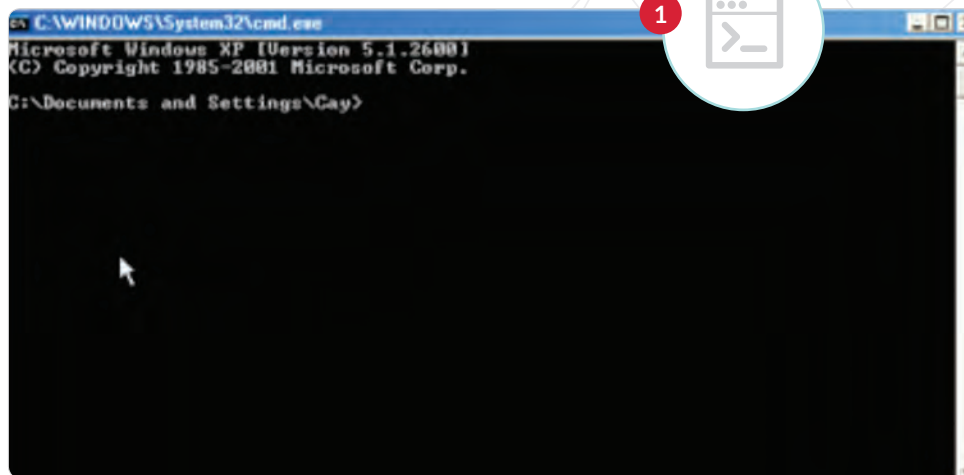 C:\WINDOWS\System32\cmd.exe
1
Microsoft Windows XP [Version 5.1.2600]
(C) Copyright 1985-2001 Microsoft Corp.
C:\Documents and Settings\Cay>